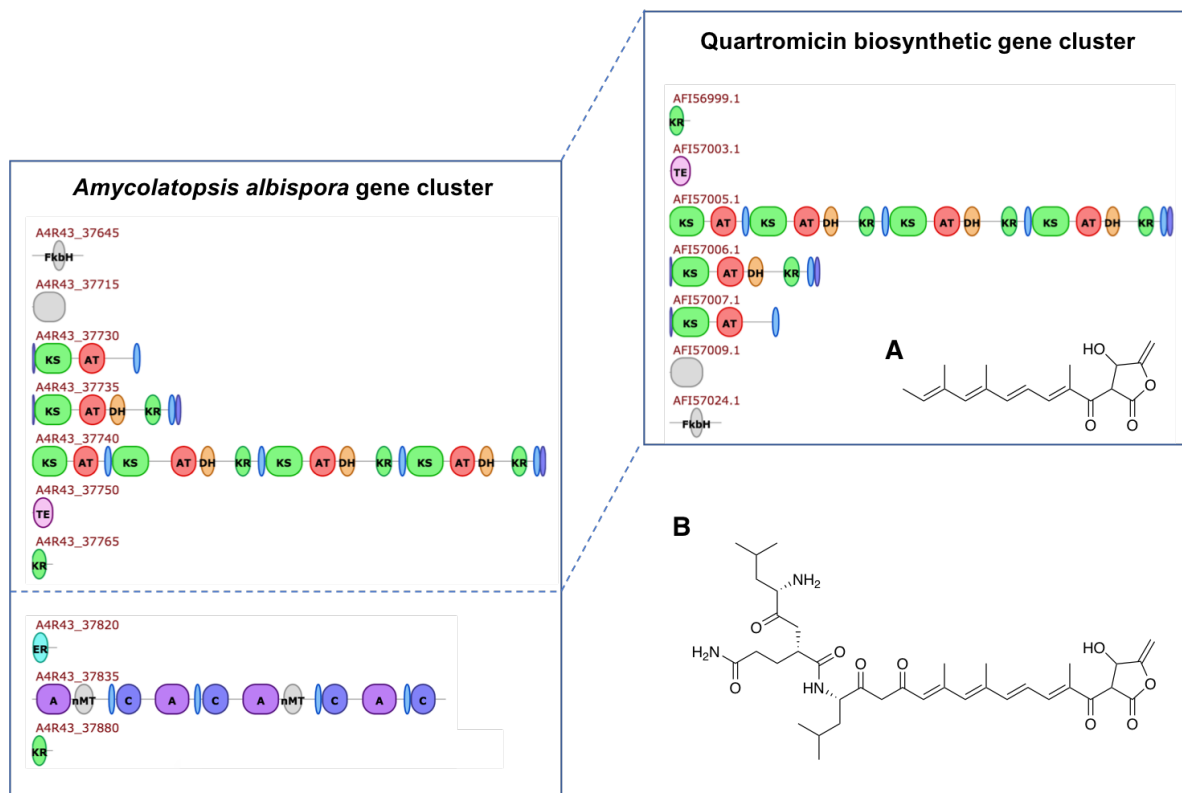 Quartromicin biosynthetic gene cluster
AFI56999.1
KR
AFI57003.1
TE
AFI57005.1
KS AT KS AT DH KR KS AT DH KR KS AT DH KR
AFI57006.1
KS AT DH KR
AFI57007.1
KS AT
AFI57009.1
AFI57024.1
FkbH
A
HO
O
O
O
Amycolatopsis albispora gene cluster
A4R43_37645
FkbH
A4R43_37715
A4R43_37730
KS AT
A4R43_37735
KS AT DH KR
A4R43_37740
KS AT KS AT DH KR KS AT DH KR KS AT DH KR
A4R43_37750
TE
A4R43_37765
KR
A4R43_37820
ER
A4R43_37835
A nMT C A C A nMT C A C
A4R43_37880
KR
B
NH2
O
H2N
O
O
HN
O
O
HO
O
O
O